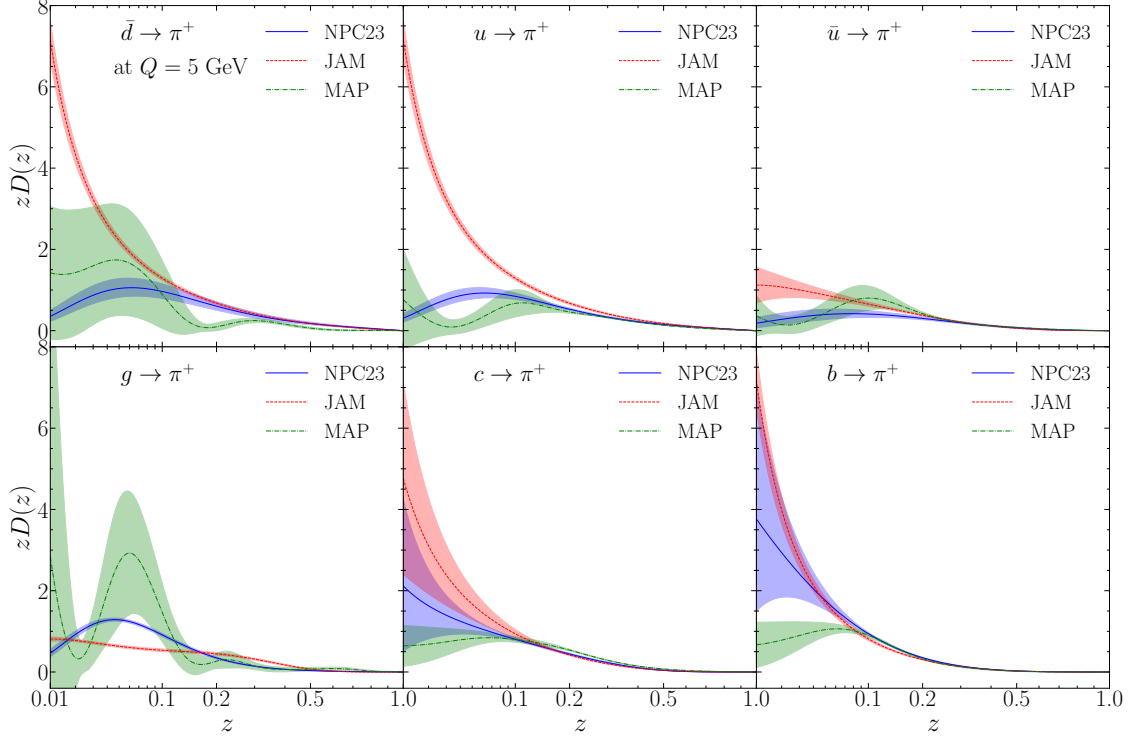 8
6
4
2
0
zD(z)
d̄ → π⁺
at Q = 5 GeV
NPC23
JAM
MAP
u → π⁺
NPC23
JAM
MAP
ū → π⁺
NPC23
JAM
MAP
8
6
4
2
0
zD(z)
g → π⁺
NPC23
JAM
MAP
c → π⁺
NPC23
JAM
MAP
b → π⁺
NPC23
JAM
MAP
0.01 0.1 0.2 0.5 1.0 0.1 0.2 0.5 1.0 0.1 0.5 1.0
z z z